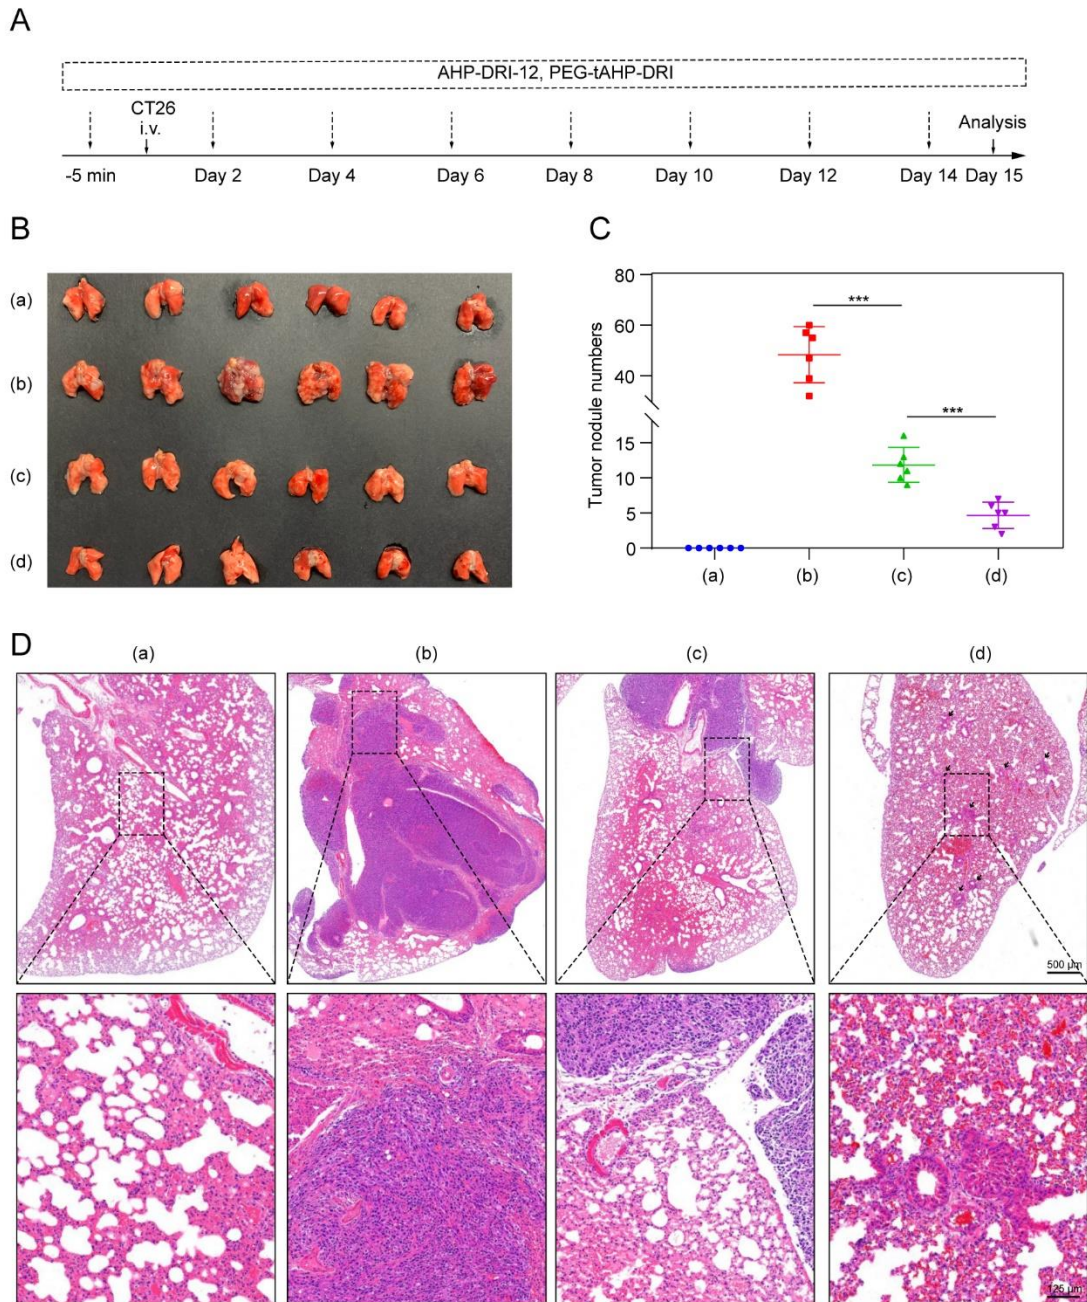 A
AHP-DRI-12, PEG-tAHP-DRI
CT26
i.v.
Analysis
-5 min
Day 2
Day 4
Day 6
Day 8
Day 10
Day 12
Day 14
Day 15
B
(a)
(b)
(c)
(d)
C
Tumor nodule numbers
80
60
40
15
10
5
0
***
***
(a)
(b)
(c)
(d)
D
(a)
(b)
(c)
(d)
500 µm
125 µm